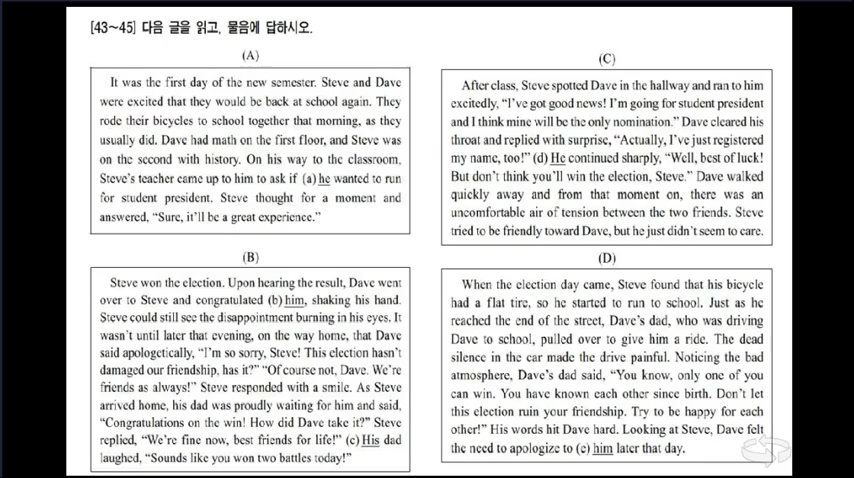 [43~45] 다음 글을 읽고, 물음에 답하시오.
(A)
It was the first day of the new semester. Steve and Dave
were excited that they would be back at school again. They
rode their bicycles to school together that morning, as they
usually did. Dave had math on the first floor, and Steve was
on the second with history. On his way to the classroom,
Steve's teacher came up to him to ask if (a) he wanted to run
for student president. Steve thought for a moment and
answered, “Sure, it'll be a great experience.”
(B)
Steve won the election. Upon hearing the result, Dave went
over to Steve and congratulated (b) him, shaking his hand.
Steve could still see the disappointment burning in his eyes. It
wasn't until later that evening, on the way home, that Dave
said apologetically, “I'm so sorry, Steve! This election hasn't
damaged our friendship, has it?” “Of course not, Dave. We're
friends as always!” Steve responded with a smile. As Steve
arrived home, his dad was proudly waiting for him and said,
“Congratulations on the win! How did Dave take it?” Steve
replied, “We're fine now, best friends for life!” (c) His dad
laughed, “Sounds like you won two battles today!”
(C)
After class, Steve spotted Dave in the hallway and ran to him
excitedly, “I've got good news! I'm going for student president
and I think mine will be the only nomination.” Dave cleared his
throat and replied with surprise, “Actually, I've just registered
my name, too!” (d) He continued sharply, “Well, best of luck!
But don't think you'll win the election, Steve.” Dave walked
quickly away and from that moment on, there was an
uncomfortable air of tension between the two friends. Steve
tried to be friendly toward Dave, but he just didn't seem to care.
(D)
When the election day came, Steve found that his bicycle
had a flat tire, so he started to run to school. Just as he
reached the end of the street, Dave's dad, who was driving
Dave to school, pulled over to give him a ride. The dead
silence in the car made the drive painful. Noticing the bad
atmosphere, Dave's dad said, “You know, only one of you
can win. You have known each other since birth. Don't let
this election ruin your friendship. Try to be happy for each
other!” His words hit Dave hard. Looking at Steve, Dave felt
the need to apologize to (e) him later that day.